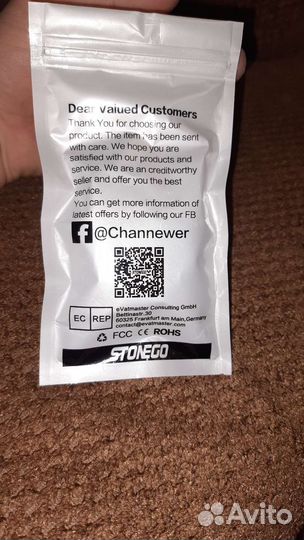 Dear Valued Customers
Thank You for choosing our
product. The item has been sent
with care. We hope you are
satisfied with our products and
service. We are an creditworthy
seller and offer you the best
service.
You can get more information of
latest offers by following our FB
f @Channewer
EC REP
eVatmaster Consulting GmbH
Bettinastr.30
60325 Frankfurt am Main,Germany
contact@evatmaster.com
FCC CE ROHS
STONEGO
Avito